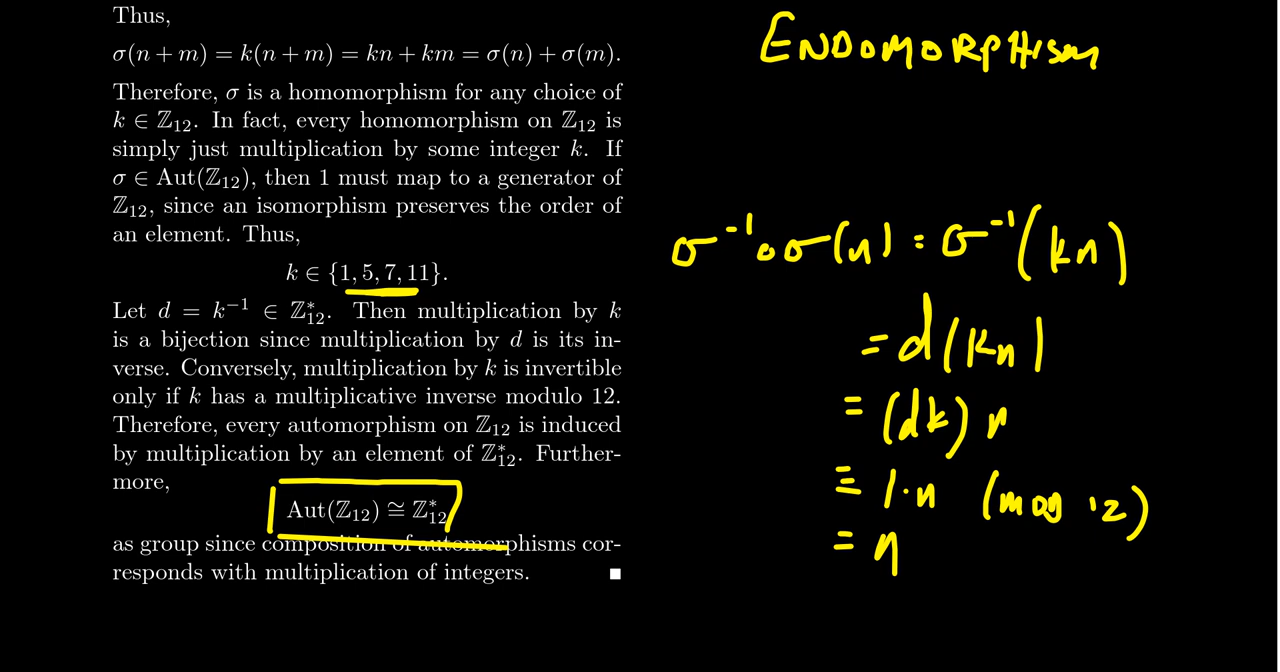 Thus,
σ(n + m) = k(n + m) = kn + km = σ(n) + σ(m).
Therefore, σ is a homomorphism for any choice of
k ∈ ℤ₁₂. In fact, every homomorphism on ℤ₁₂ is
simply just multiplication by some integer k. If
σ ∈ Aut(ℤ₁₂), then 1 must map to a generator of
ℤ₁₂, since an isomorphism preserves the order of
an element. Thus,
k ∈ {1, 5, 7, 11}.
Let d = k⁻¹ ∈ ℤ*₁₂. Then multiplication by k
is a bijection since multiplication by d is its in-
verse. Conversely, multiplication by k is invertible
only if k has a multiplicative inverse modulo 12.
Therefore, every automorphism on ℤ₁₂ is induced
by multiplication by an element of ℤ*₁₂. Further-
more,
Aut(ℤ₁₂) ≅ ℤ*₁₂
as group since composition of automorphisms cor-
responds with multiplication of integers. ■
ENDOMORPHISM
σ⁻¹∘σ(n) = σ⁻¹(kn)
= d(kn)
= (dk) n
≡ 1·n (mod 12)
= n